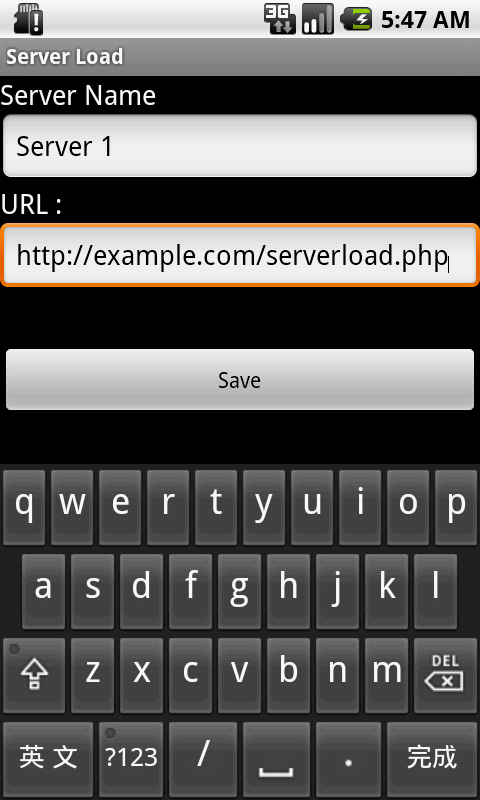 3G 5:47 AM
Server Load
Server Name
Server 1
URL :
http://example.com/serverload.php
Save
q w e r t y u i o p
a s d f g h j k l
z x c v b n m DEL
英文 ?123 / . 完成